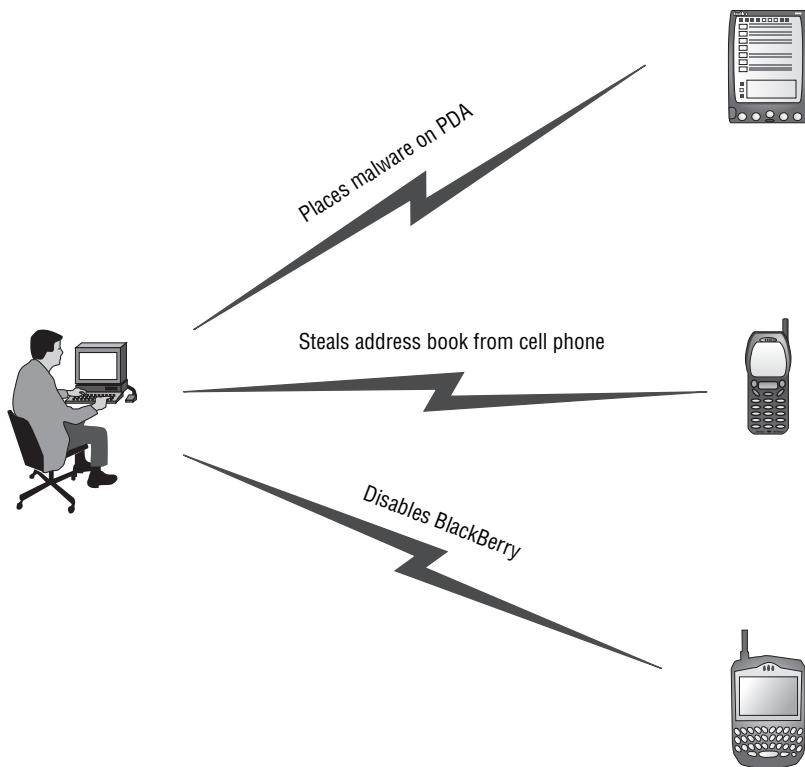 Places malware on PDA
Steals address book from cell phone
Disables BlackBerry